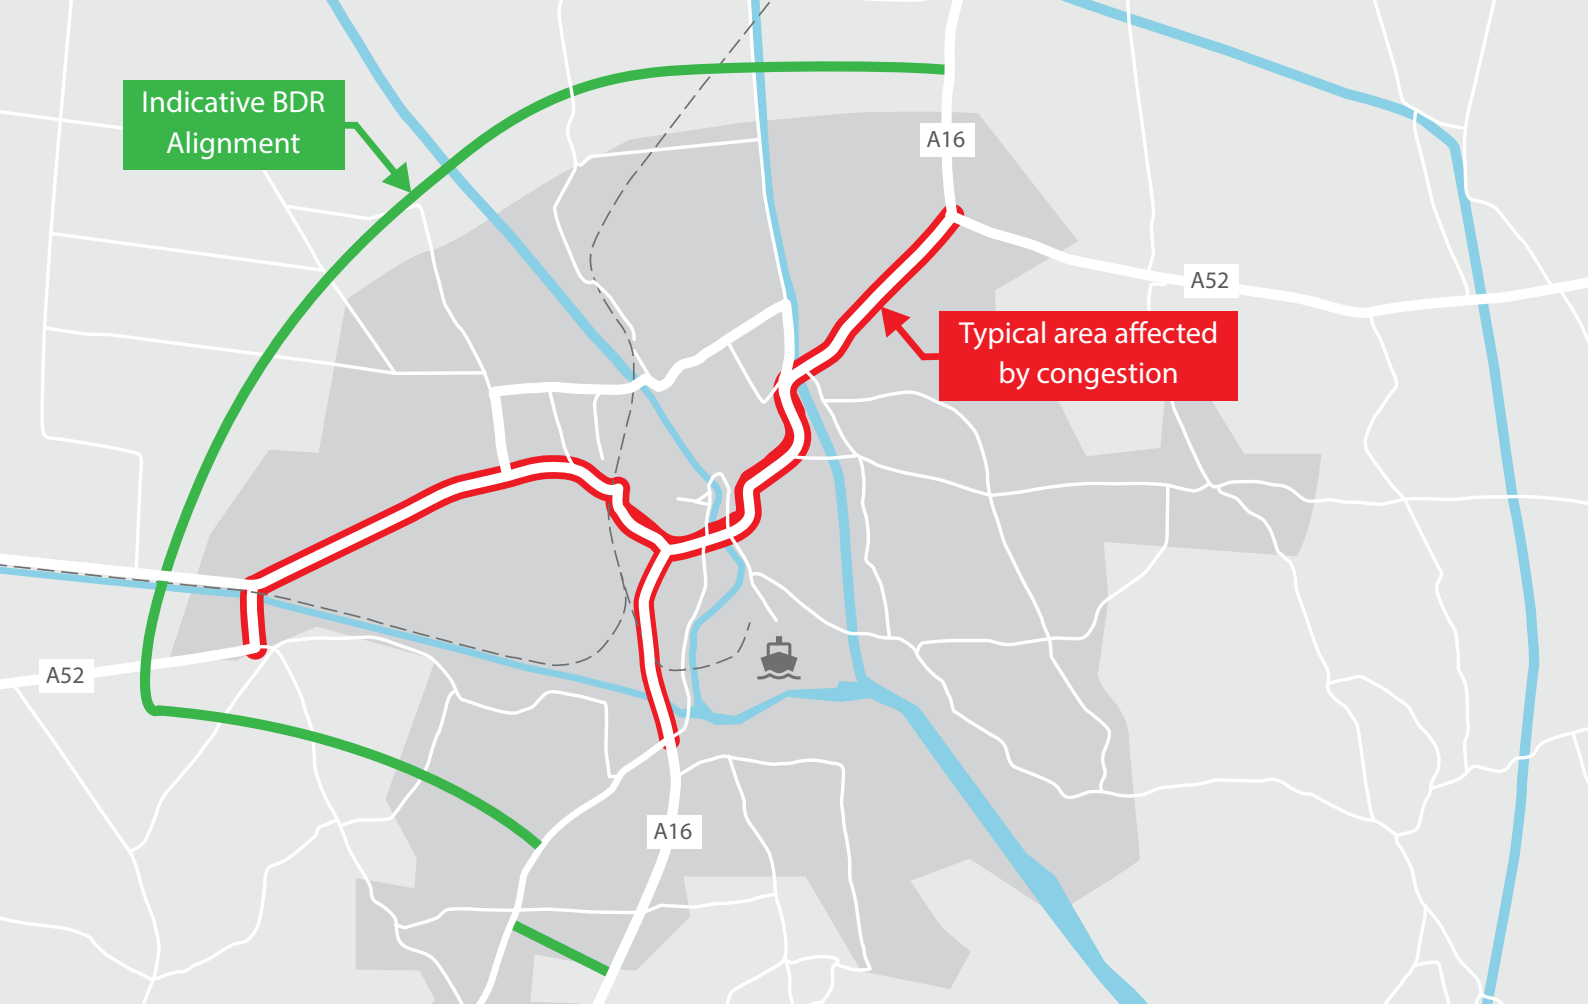 Indicative BDR
Alignment
A16
A52
Typical area affected
by congestion
A52
A16